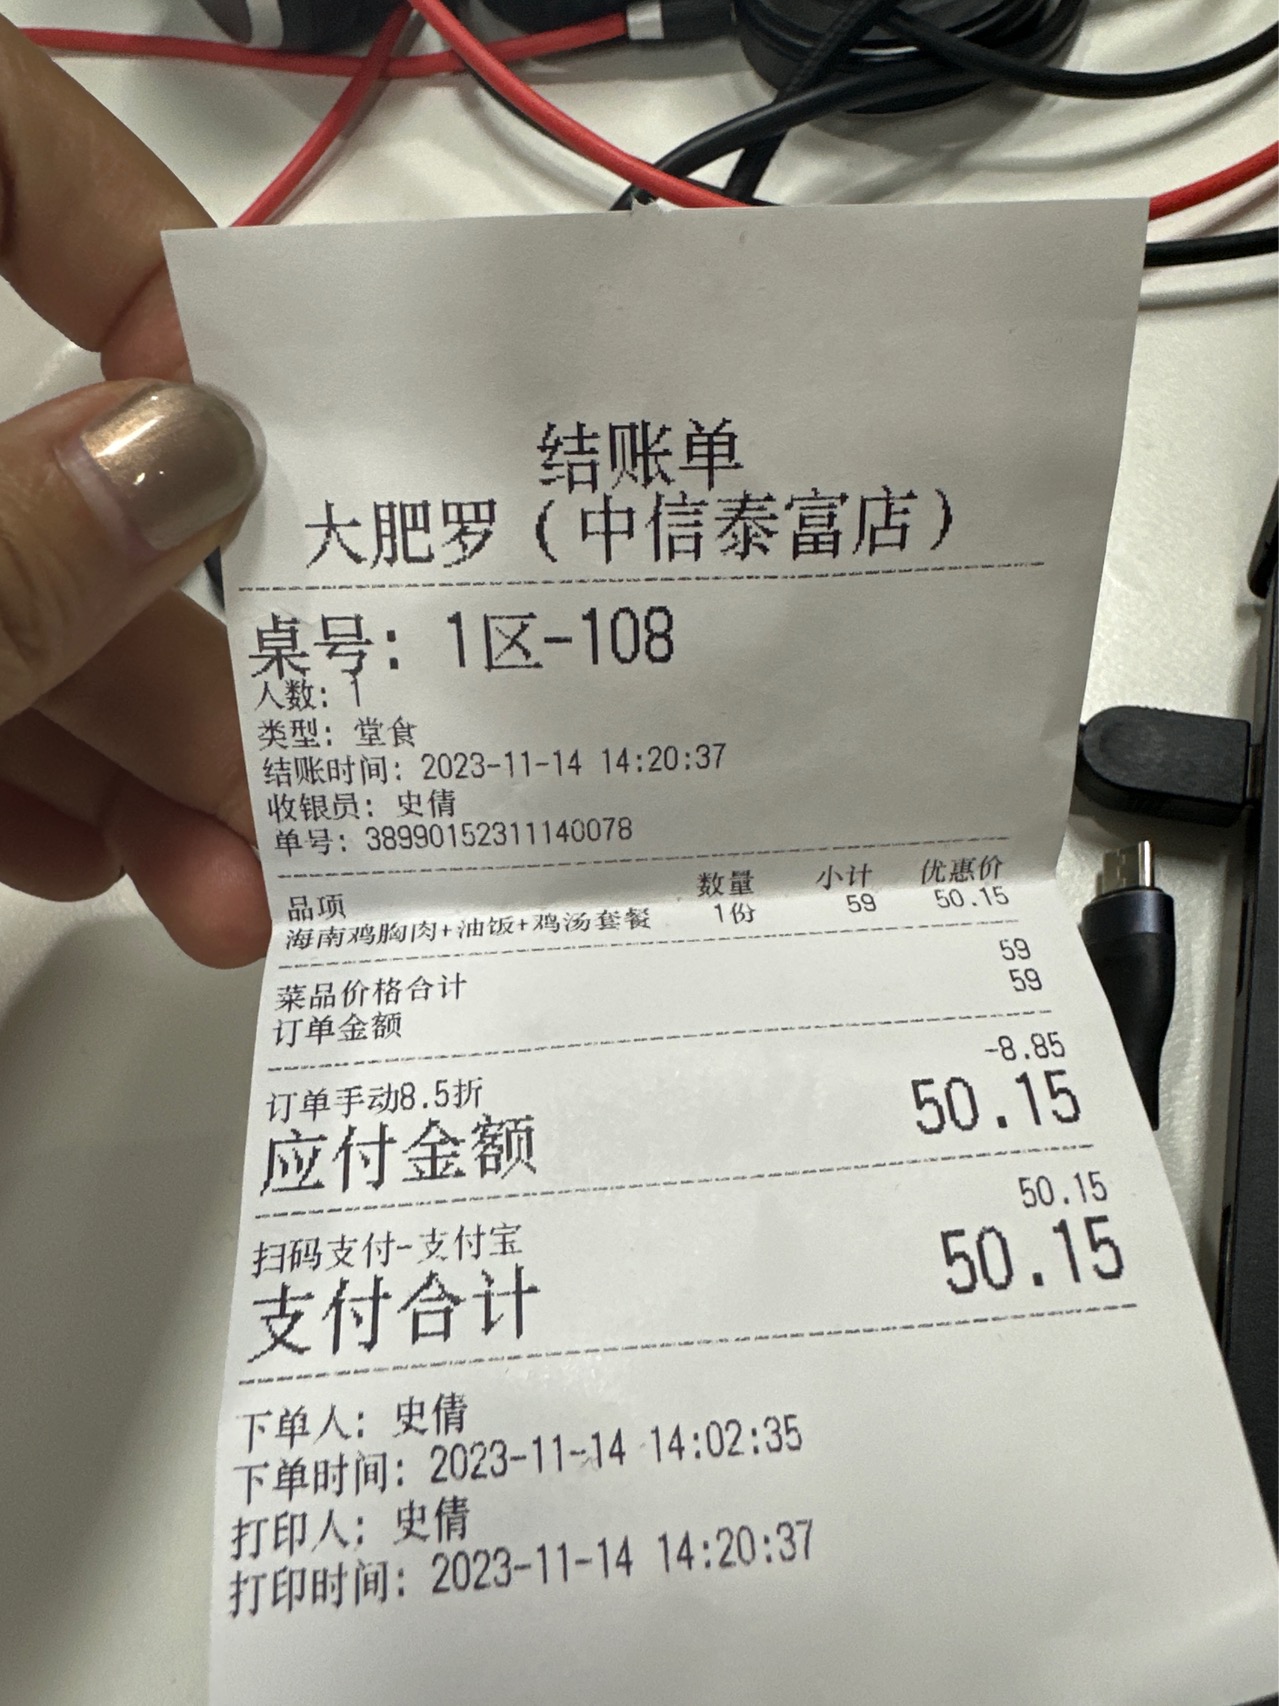 结账单
大肥罗（中信泰富店）
桌号：1区-108
人数：1
类型：堂食
结账时间：2023-11-14 14:20:37
收银员：史倩
单号：38990152311140078
品项 数量 小计 优惠价
海南鸡胸肉+油饭+鸡汤套餐 1份 59 50.15
菜品价格合计 59
订单金额 59
订单手动8.5折 -8.85
应付金额 50.15
扫码支付-支付宝 50.15
支付合计 50.15
下单人：史倩
下单时间：2023-11-14 14:02:35
打印人：史倩
打印时间：2023-11-14 14:20:37